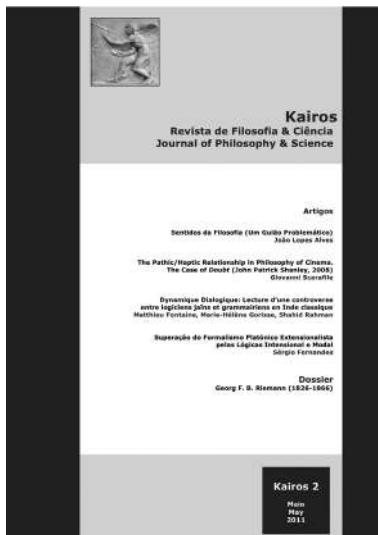 Kairos
Revista de Filosofia & Ciência
Journal of Philosophy & Science
Artigos
Sentidos da Filosofia (Um Guião Problemático)
João Lopes Alves
The Pathic/Haptic Relationship in Philosophy of Cinema.
The Case of Doubt (John Patrick Shanley, 2008)
Giovanni Scarafile
Dynamique Dialogique: Lecture d'une controverse
entre logiciens jaïns et grammairiens en Inde classique
Matthieu Fontaine, Marie-Hélène Gorisse, Shahid Rahman
Superação do Formalismo Platónico Extensionalista
pelas Lógicas Intensional e Modal
Sérgio Fernandes
Dossier
Georg F. B. Riemann (1826-1866)
Kairos 2
Maio
May
2011